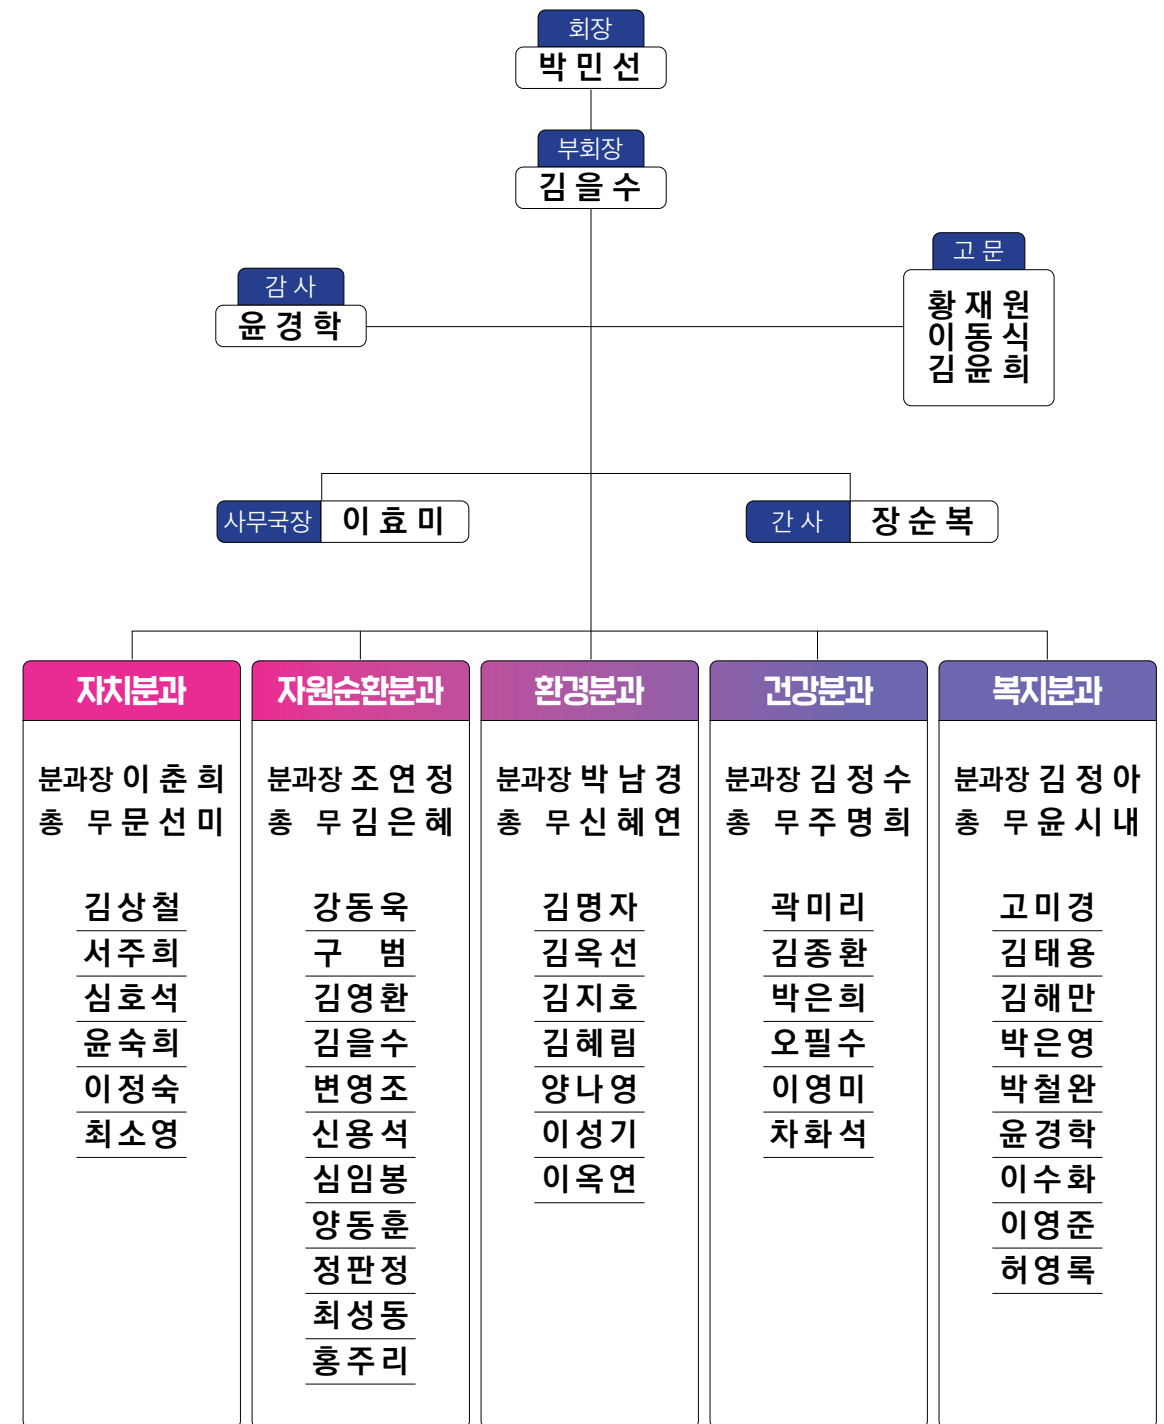 회장
박민선
부회장
김을수
감사
윤경학
고문
황재원
이동식
김윤희
사무국장 이효미
간사 장순복
자치분과
분과장 이춘희
총 무 문선미
김상철
서주희
심호석
윤숙희
이정숙
최소영
자원순환분과
분과장 조연정
총 무 김은혜
강동욱
구 범
김영환
김을수
변영조
신용석
심임봉
양동훈
정판정
최성동
홍주리
환경분과
분과장 박남경
총 무 신혜연
김명자
김옥선
김지호
김혜림
양나영
이성기
이옥연
건강분과
분과장 김정수
총 무 주명희
곽미리
김종환
박은희
오필수
이영미
차화석
복지분과
분과장 김정아
총 무 윤시내
고미경
김태용
김해만
박은영
박철완
윤경학
이수화
이영준
허영록